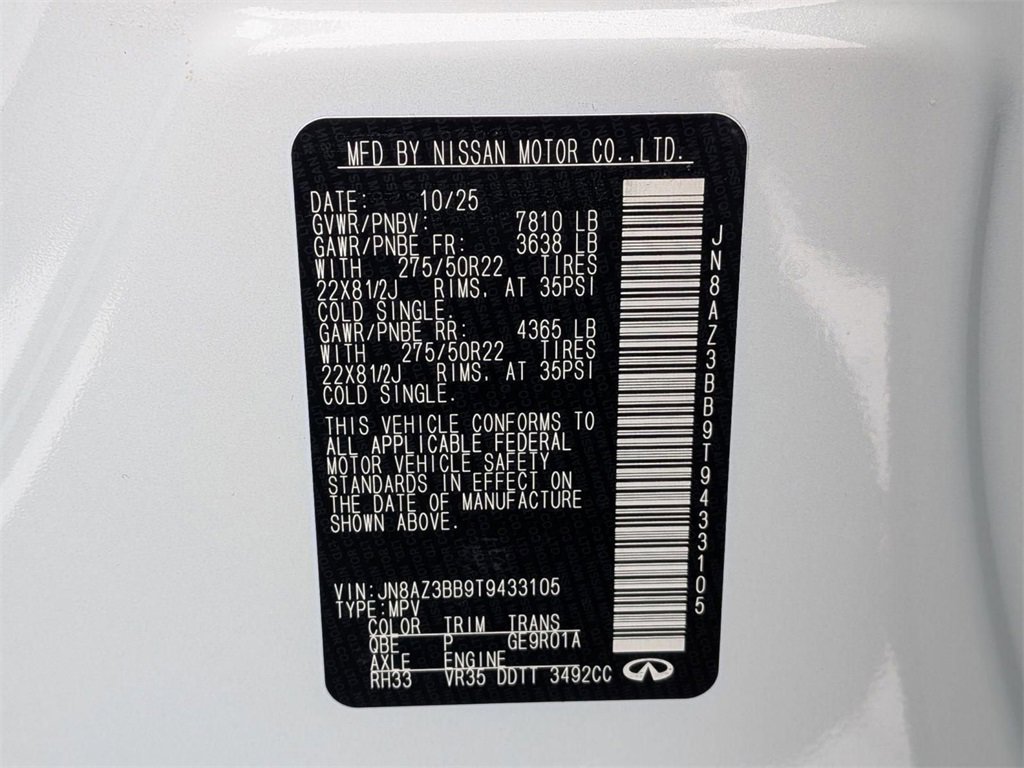 MFD BY NISSAN MOTOR CO.,LTD.
DATE: 10/25
GVWR/PNBV: 7810 LB
GAWR/PNBE FR: 3638 LB
WITH 275/50R22 TIRES
22X81/2J RIMS, AT 35PSI
COLD SINGLE.
GAWR/PNBE RR: 4365 LB
WITH 275/50R22 TIRES
22X81/2J RIMS, AT 35PSI
COLD SINGLE.
THIS VEHICLE CONFORMS TO
ALL APPLICABLE FEDERAL
MOTOR VEHICLE SAFETY
STANDARDS IN EFFECT ON
THE DATE OF MANUFACTURE
SHOWN ABOVE.
VIN:JN8AZ3BB9T9433105
TYPE:MPV
COLOR TRIM TRANS
QBE P GE9R01A
AXLE ENGINE
RH33 VR35 DDTT 3492CC
JN8AZ3BB9T9433105